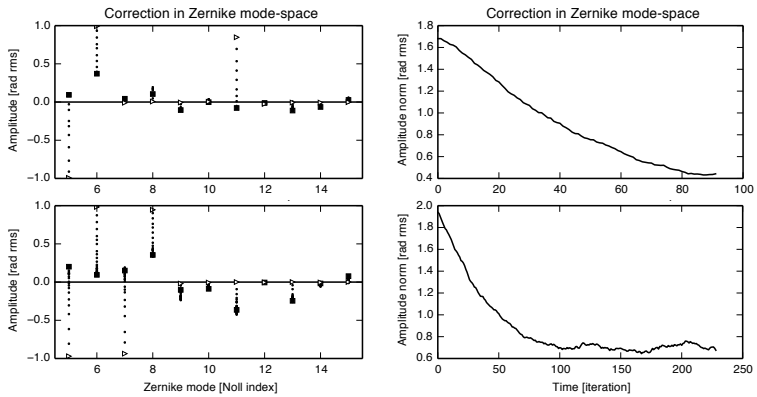 Correction in Zernike mode-space
Amplitude [rad rms]
1.0
0.5
0.0
−0.5
−1.0
6 8 10 12 14
Correction in Zernike mode-space
Amplitude norm [rad rms]
1.8
1.6
1.4
1.2
1.0
0.8
0.6
0.4
0 20 40 60 80 100
Amplitude [rad rms]
1.0
0.5
0.0
−0.5
−1.0
6 8 10 12 14
Zernike mode [Noll index]
Amplitude norm [rad rms]
2.0
1.8
1.6
1.4
1.2
1.0
0.8
0.6
0 50 100 150 200 250
Time [iteration]